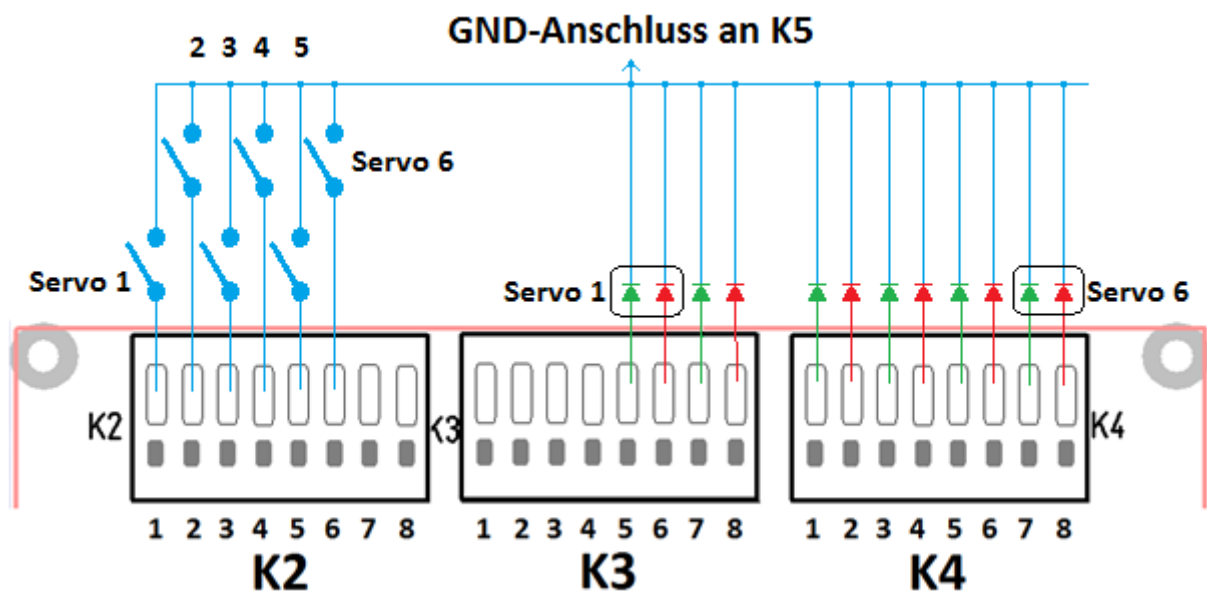 GND-Anschluss an K5
2 3 4 5
Servo 6
Servo 1
Servo 1
Servo 6
K2
K3
K4
1 2 3 4 5 6 7 8
1 2 3 4 5 6 7 8
1 2 3 4 5 6 7 8
K2
K3
K4